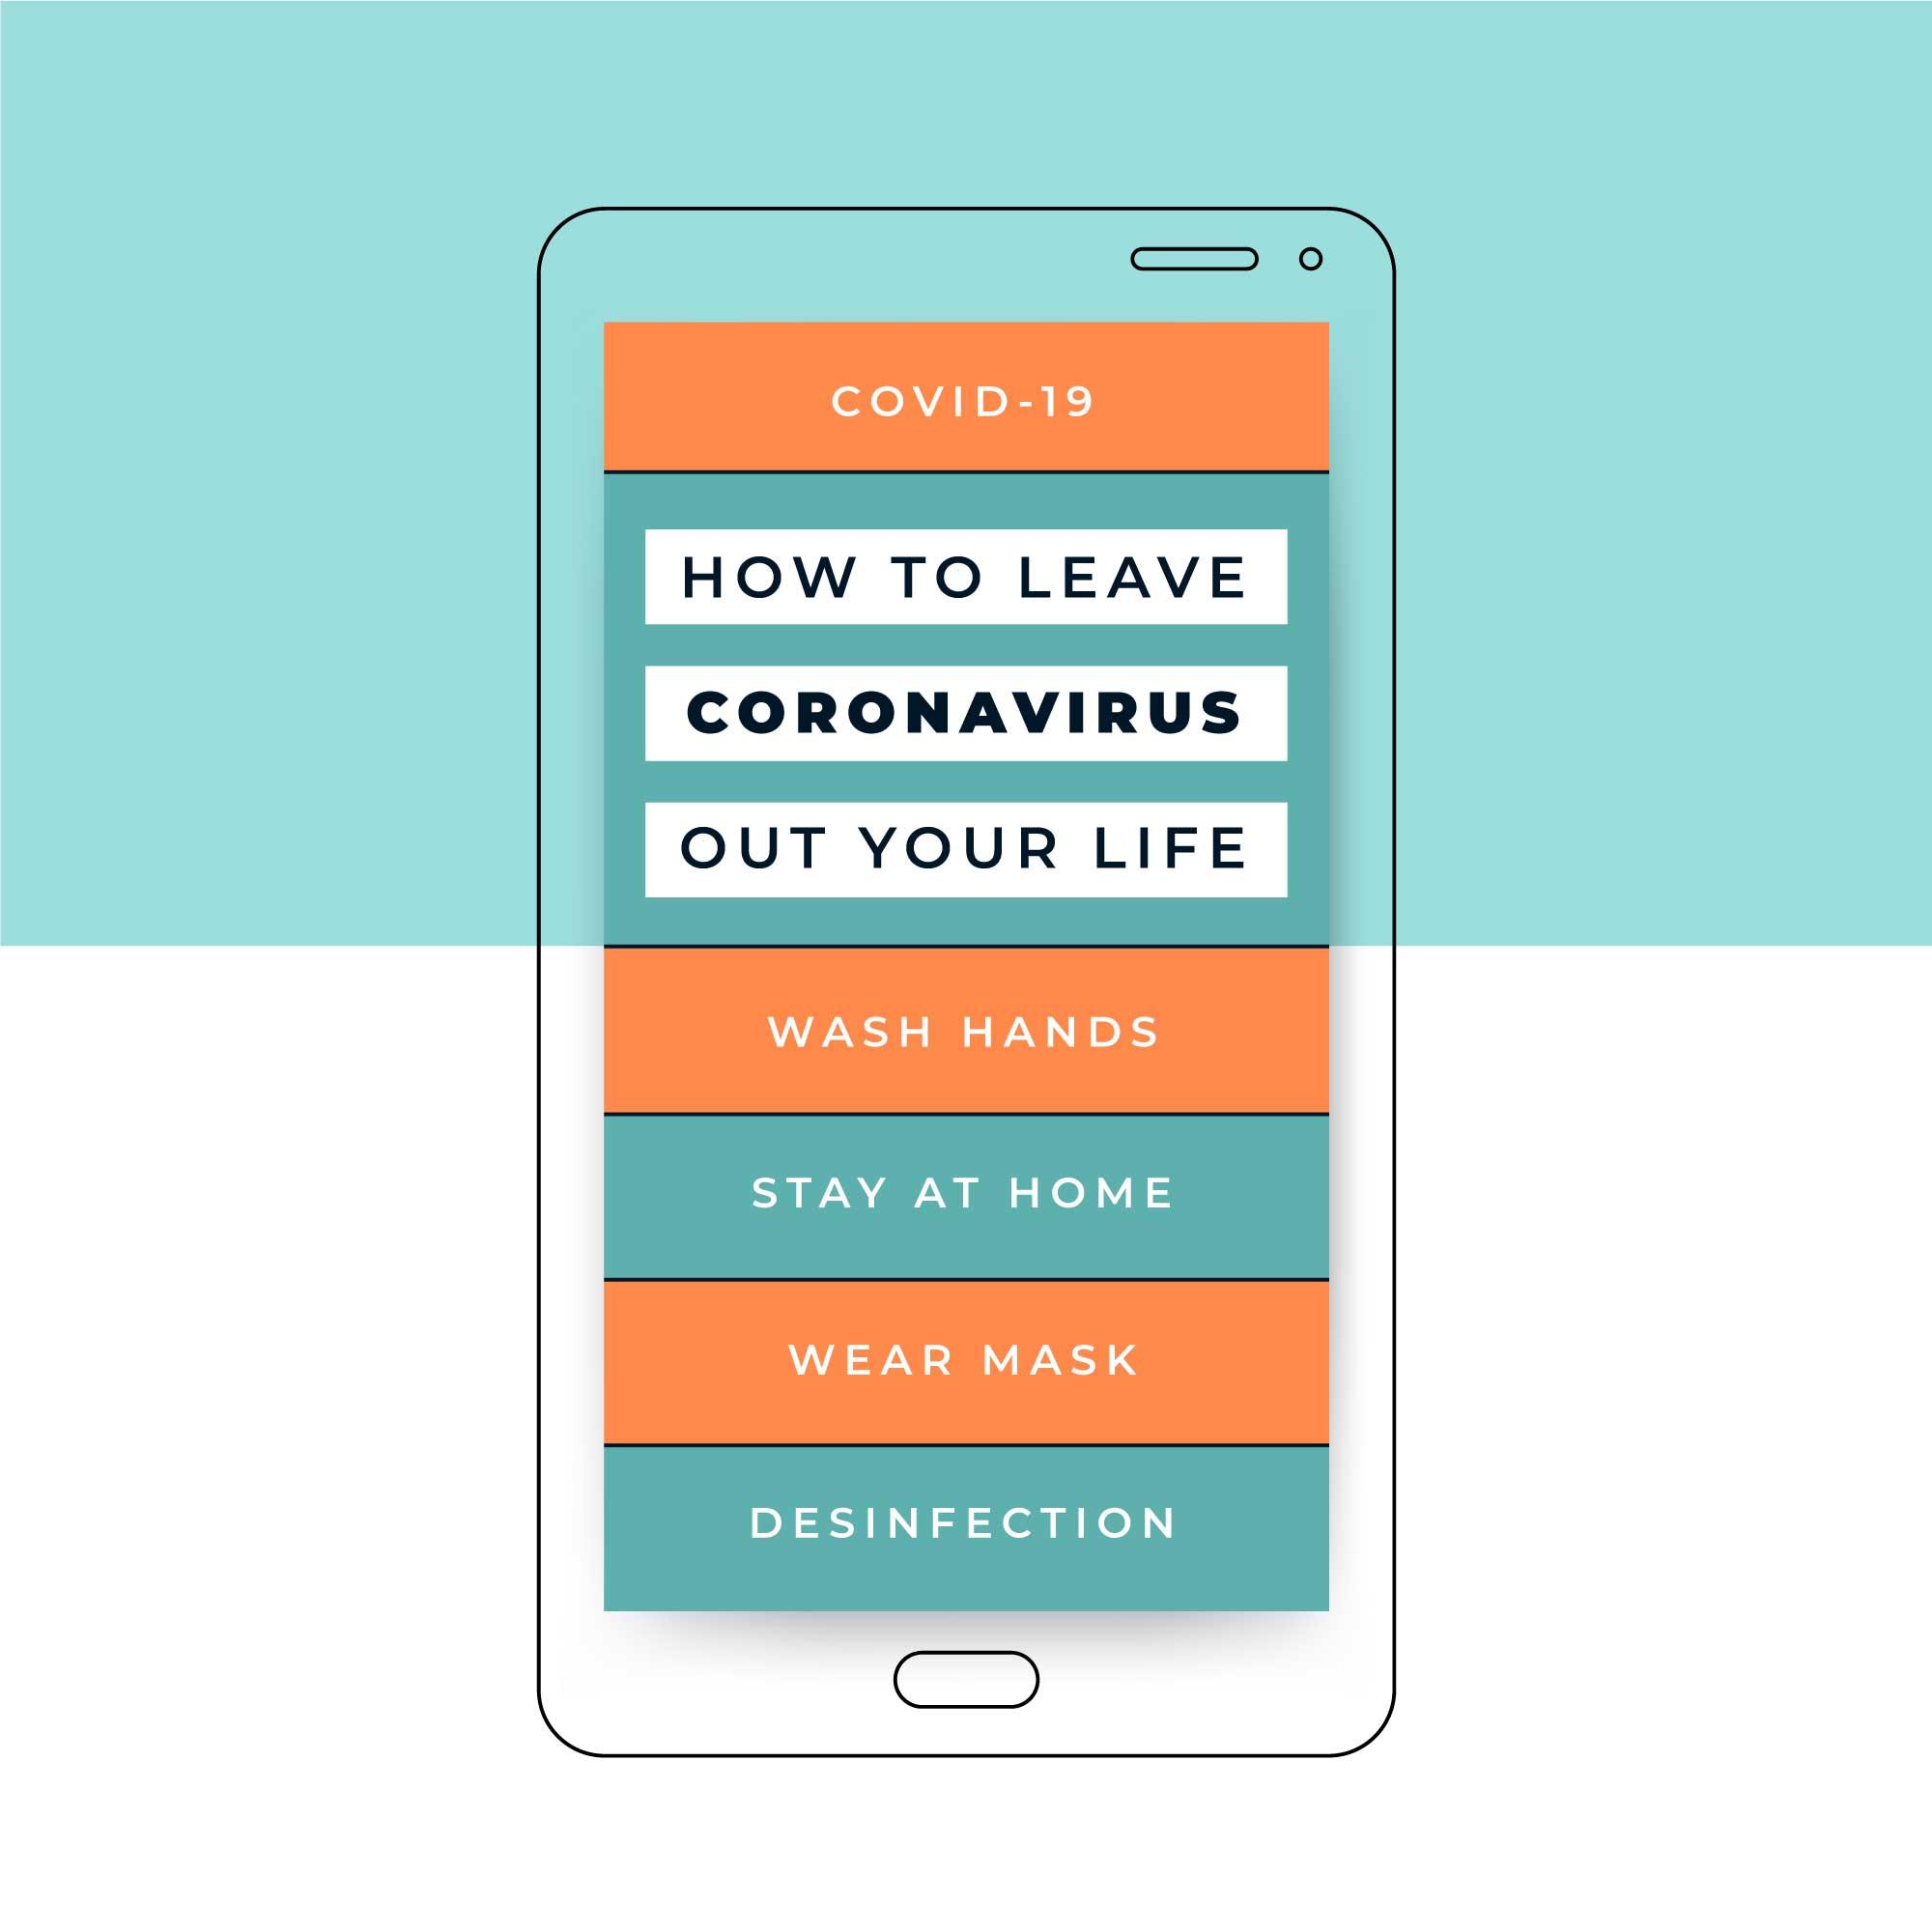 COVID-19
HOW TO LEAVE
CORONAVIRUS
OUT YOUR LIFE
WASH HANDS
STAY AT HOME
WEAR MASK
DESINFECTION